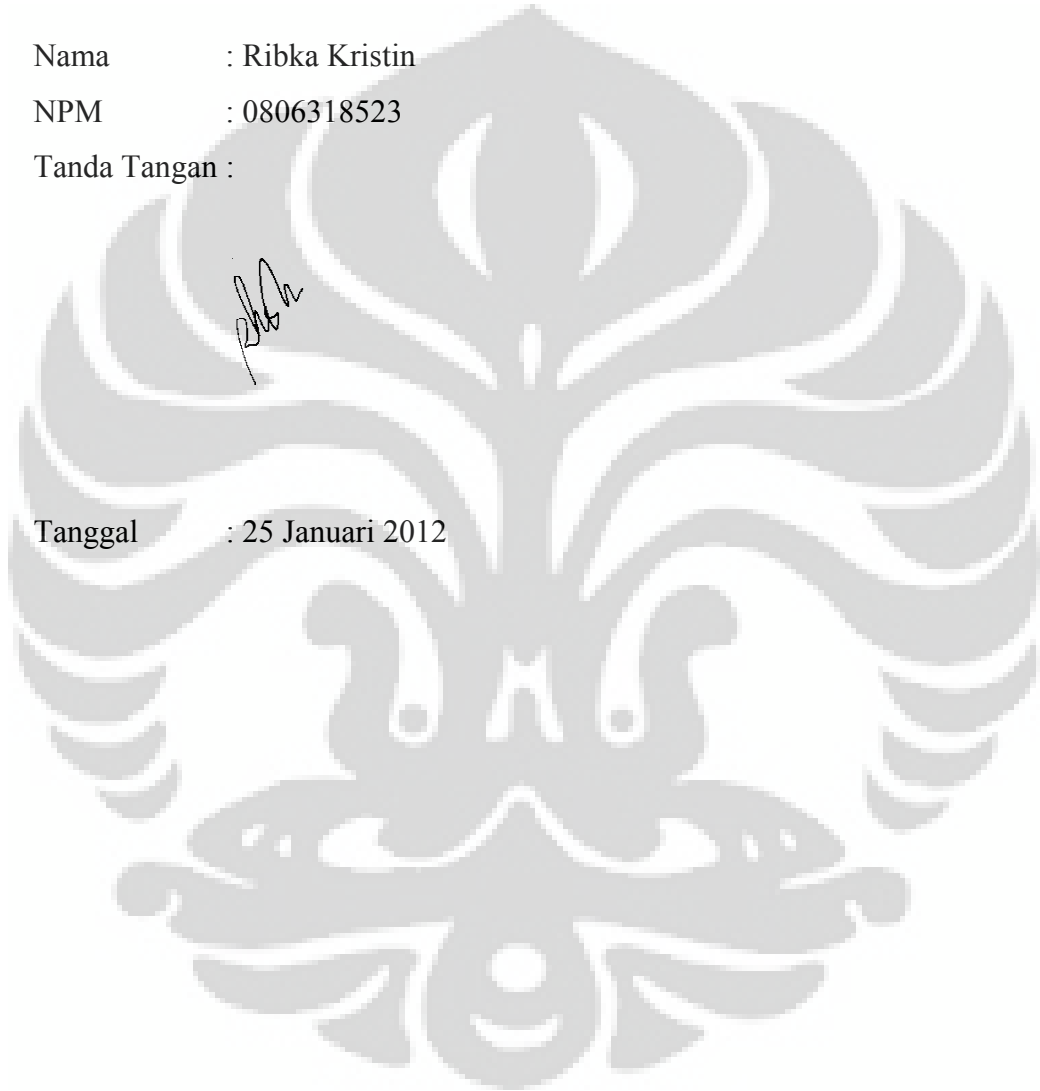 Nama : Ribka Kristin
NPM : 0806318523
Tanda Tangan :
Tanggal : 25 Januari 2012